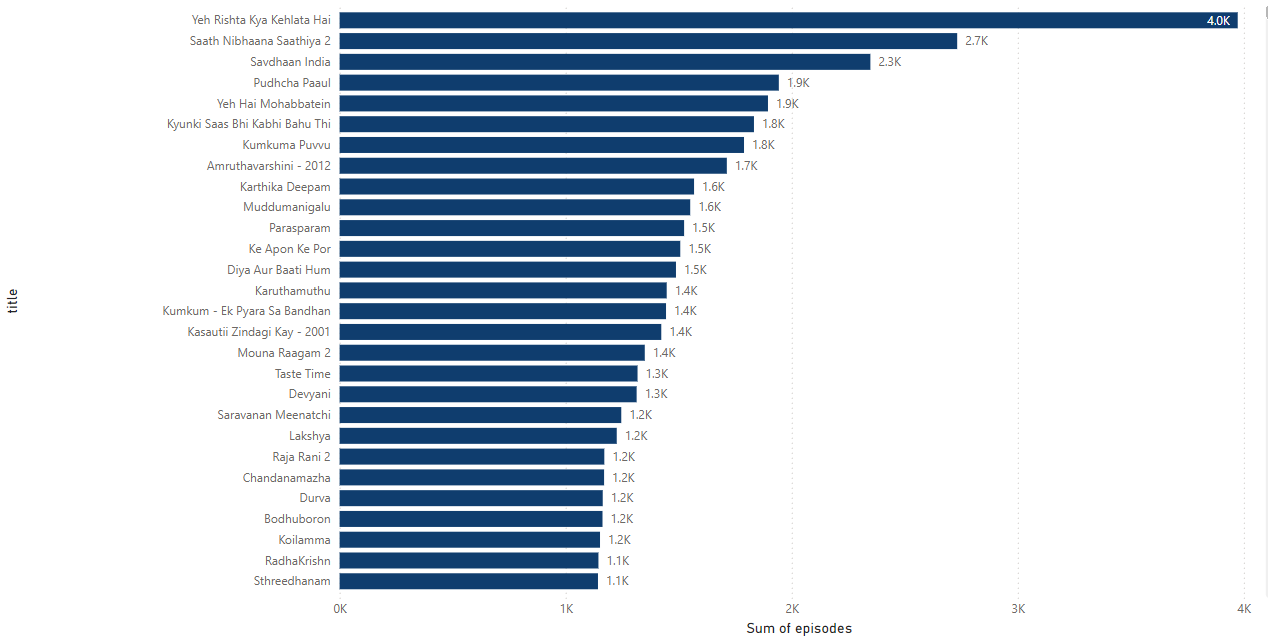 Yeh Rishta Kya Kehlata Hai 4.0K
Saath Nibhaana Saathiya 2 2.7K
Savdhaan India 2.3K
Pudhcha Paaul 1.9K
Yeh Hai Mohabbatein 1.9K
Kyunki Saas Bhi Kabhi Bahu Thi 1.8K
Kumkuma Puvvu 1.8K
Amruthavarshini - 2012 1.7K
Karthika Deepam 1.6K
Muddumanigalu 1.6K
Parasparam 1.5K
Ke Apon Ke Por 1.5K
Diya Aur Baati Hum 1.5K
Karuthamuthu 1.4K
Kumkum - Ek Pyara Sa Bandhan 1.4K
Kasautii Zindagi Kay - 2001 1.4K
Mouna Raagam 2 1.4K
Taste Time 1.3K
Devyani 1.3K
Saravanan Meenatchi 1.2K
Lakshya 1.2K
Raja Rani 2 1.2K
Chandanamazha 1.2K
Durva 1.2K
Bodhuboron 1.2K
Koilamma 1.2K
RadhaKrishn 1.1K
Sthreedhanam 1.1K
title
0K 1K 2K 3K 4K
Sum of episodes